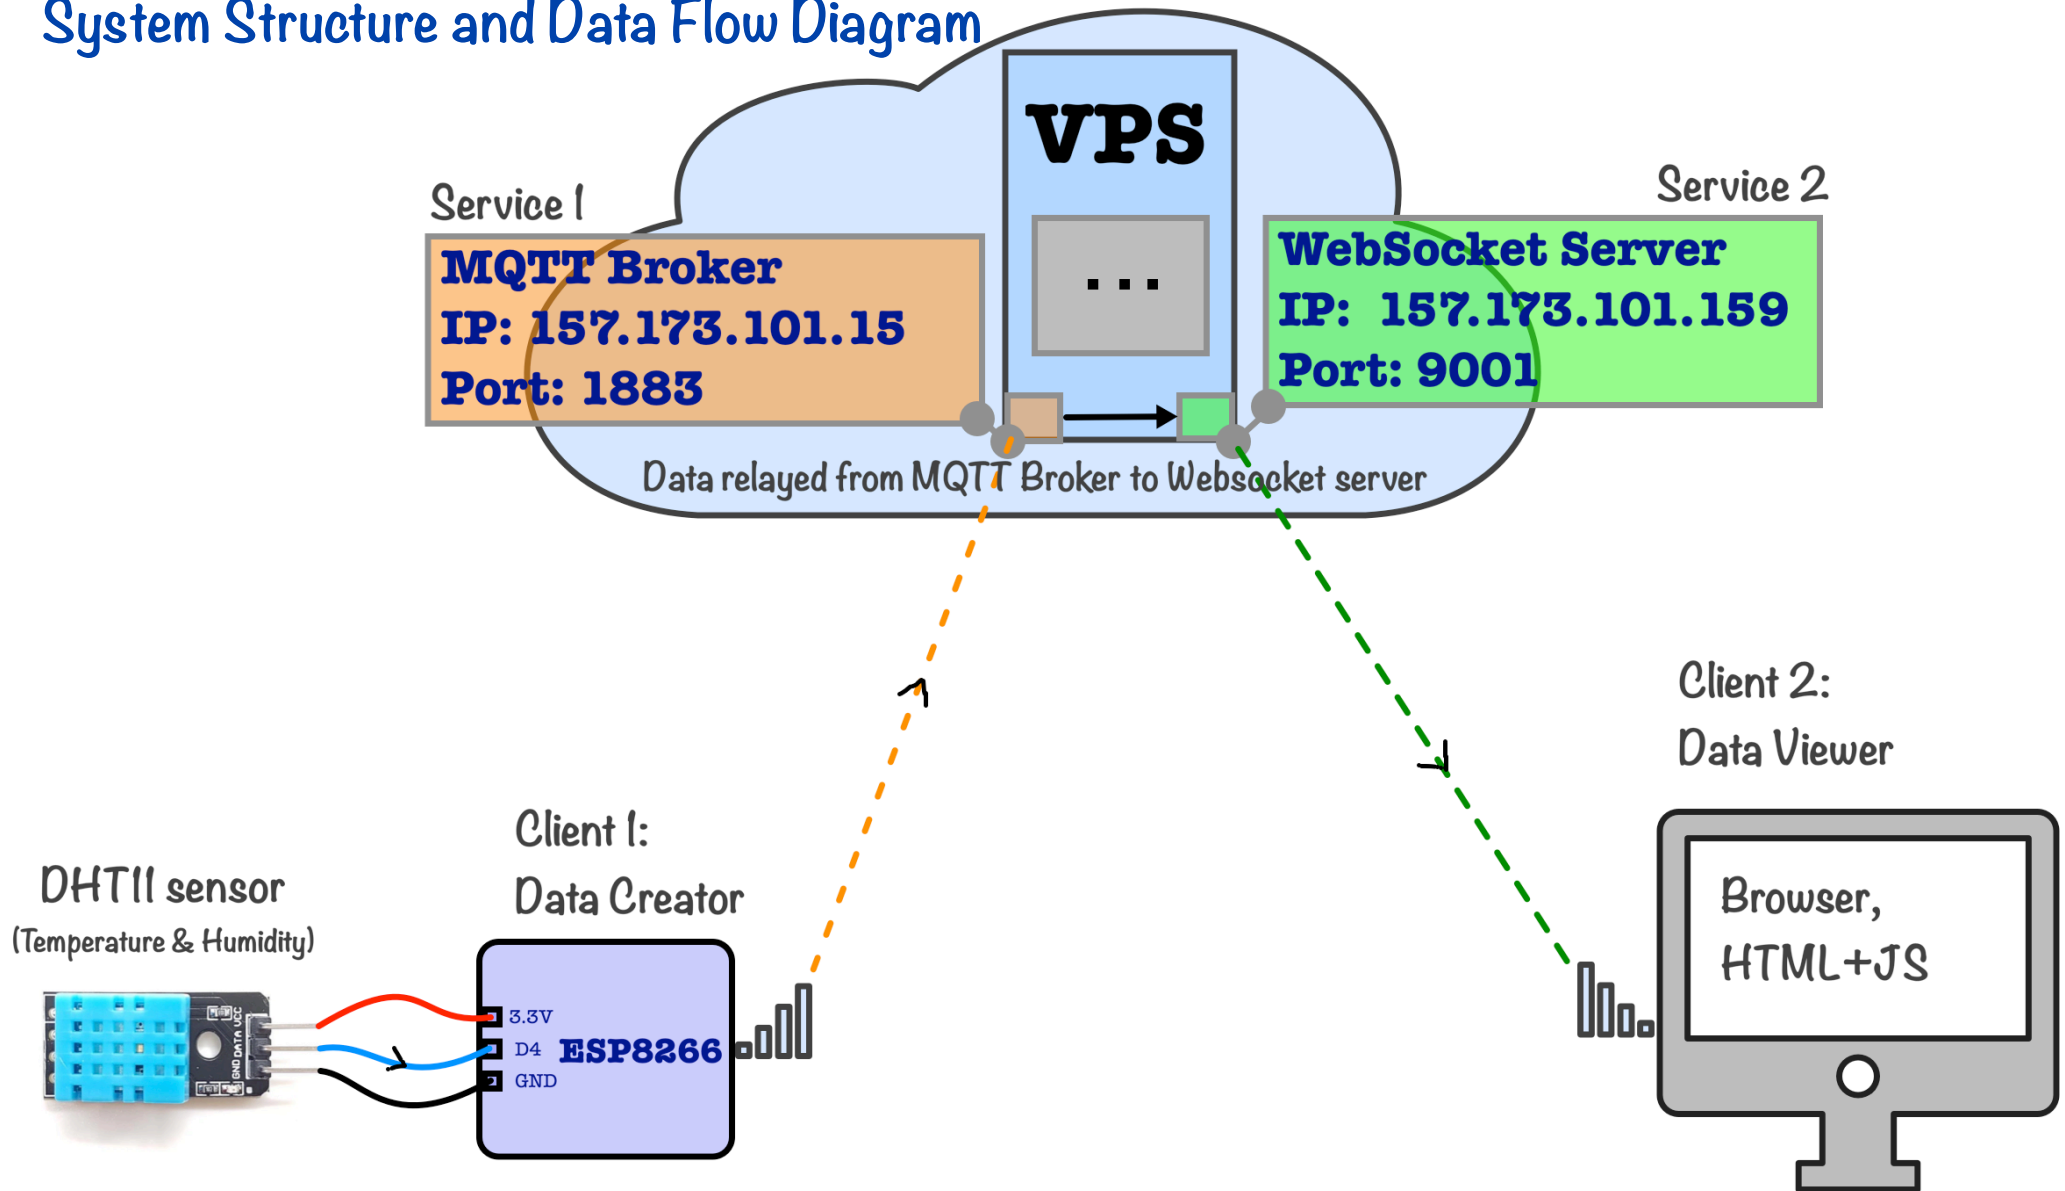 System Structure and Data Flow Diagram
VPS
Service 1
MQTT Broker
IP: 157.173.101.15
Port: 1883
...
Service 2
WebSocket Server
IP: 157.173.101.159
Port: 9001
Data relayed from MQTT Broker to Websocket server
Client 2:
Data Viewer
Browser,
HTML+JS
Client 1:
Data Creator
DHT11 sensor
(Temperature & Humidity)
VCC
DATA
GND
3.3V
D4
GND
ESP8266